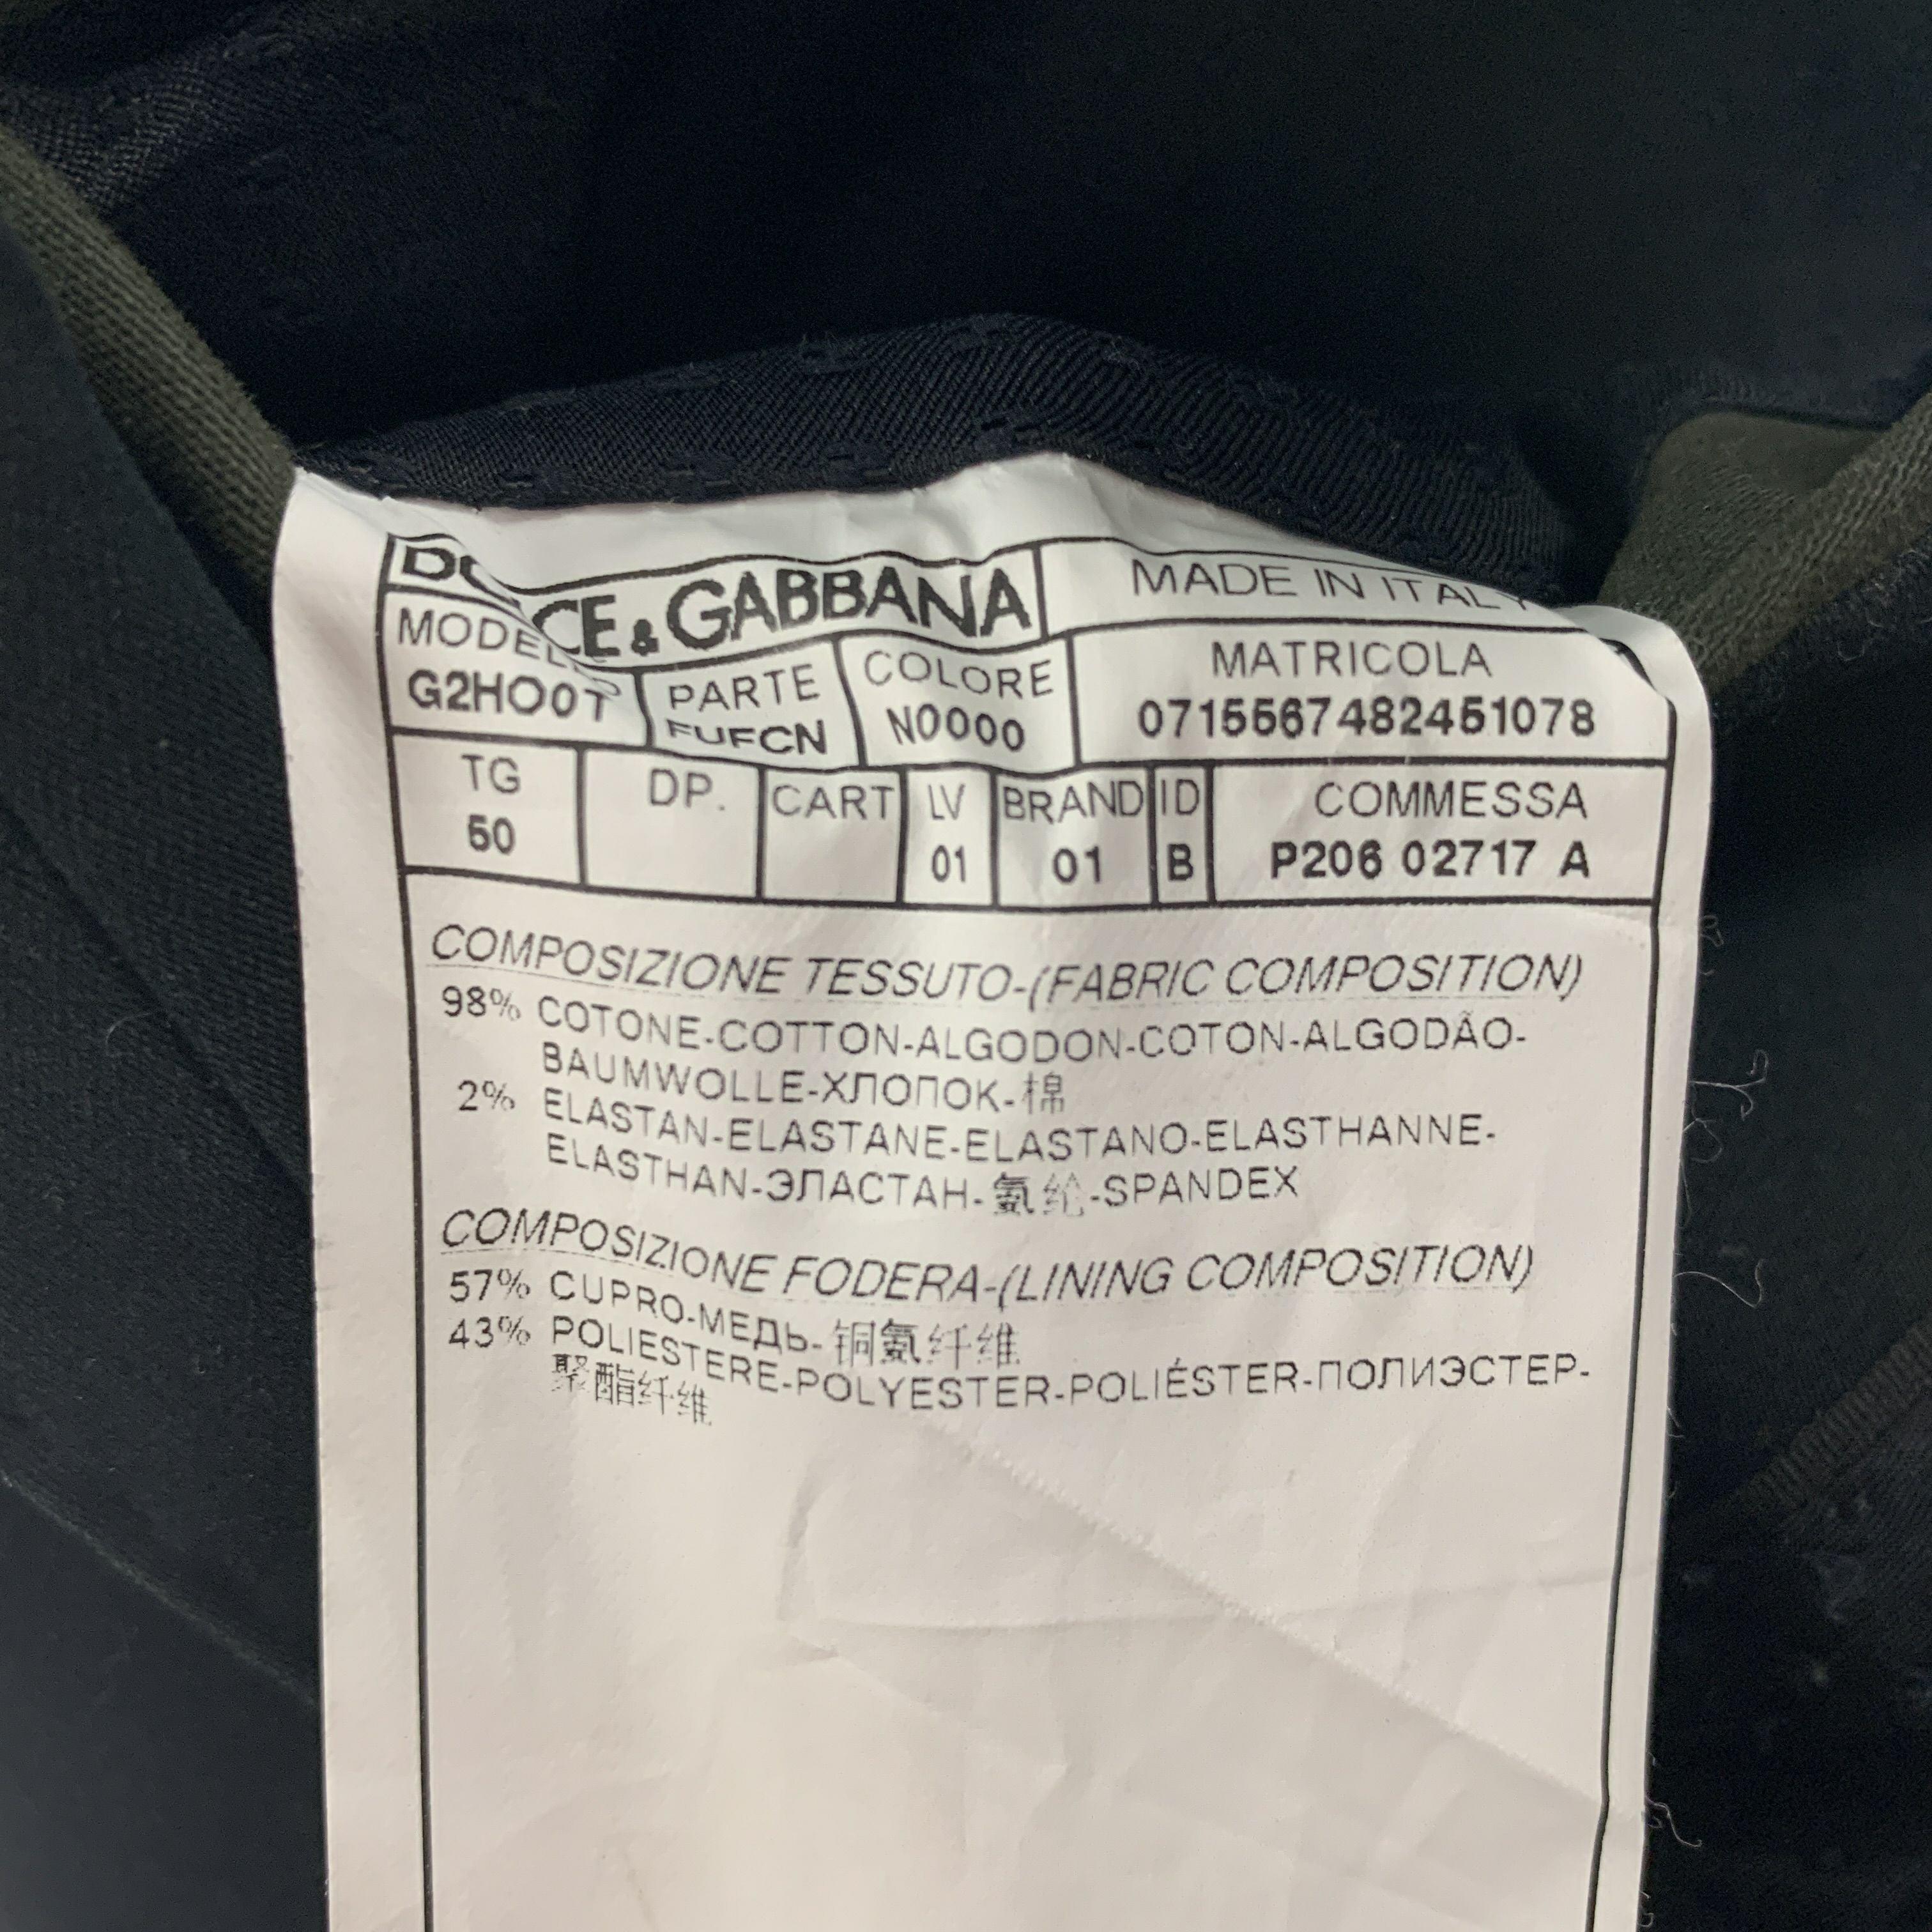 DOLCE & GABBANA
MADE IN ITALY
MODELLO
PARTE
COLORE
MATRICOLA
G2HO0T
FUFCN
N0000
0715567482451078
TG
DP.
CART
LV
BRAND
ID
COMMESSA
50
01
01
B
P206 02717 A
COMPOSIZIONE TESSUTO-(FABRIC COMPOSITION)
98% COTONE-COTTON-ALGODON-COTON-ALGODÃO-
BAUMWOLLE-ХЛОПОК-棉
2% ELASTAN-ELASTANE-ELASTANO-ELASTHANNE-
ELASTHAN-ЭЛАСТАН-氨纶-SPANDEX
COMPOSIZIONE FODERA-(LINING COMPOSITION)
57% CUPRO-МЕДЬ-铜氨纤维
43% POLIESTERE-POLYESTER-POLIÉSTER-ПОЛИЭСТЕР-
聚酯纤维